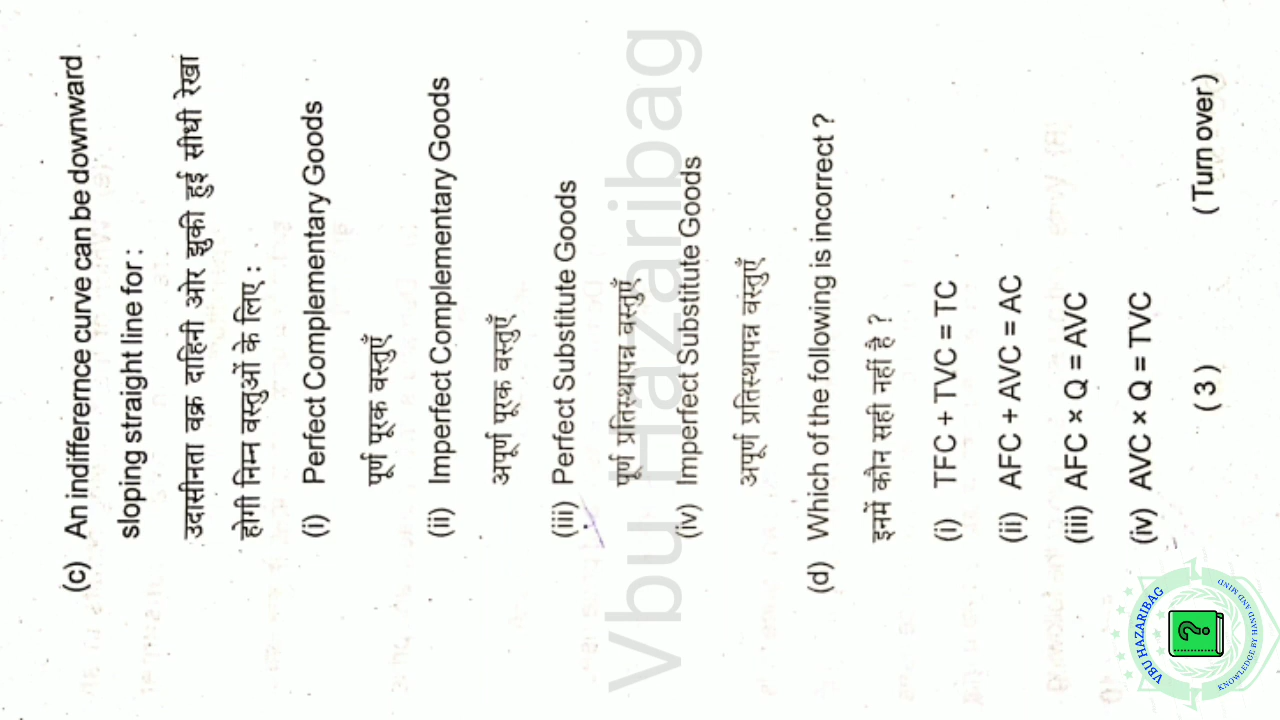 (c) An indifferernce curve can be downward
sloping straight line for :
उदासीनता वक्र दाहिनी ओर झुकी हुई सीधी रेखा
होगी निम्न वस्तुओं के लिए :
(i) Perfect Complementary Goods
पूर्ण पूरक वस्तुएँ
(ii) Imperfect Complementary Goods
अपूर्ण पूरक वस्तुएँ
(iii) Perfect Substitute Goods
पूर्ण प्रतिस्थापन्न वस्तुएँ
(iv) Imperfect Substitute Goods
अपूर्ण प्रतिस्थापन्न वस्तुएँ
(d) Which of the following is incorrect ?
इनमें कौन सही नहीं है ?
(i) TFC + TVC = TC
(ii) AFC + AVC = AC
(iii) AFC × Q = AVC
(iv) AVC × Q = TVC
( 3 )
( Turn over )
Vbu Hazaribag
VBU HAZARIBAG
KNOWLEDGE BY HAND AND MIND
?